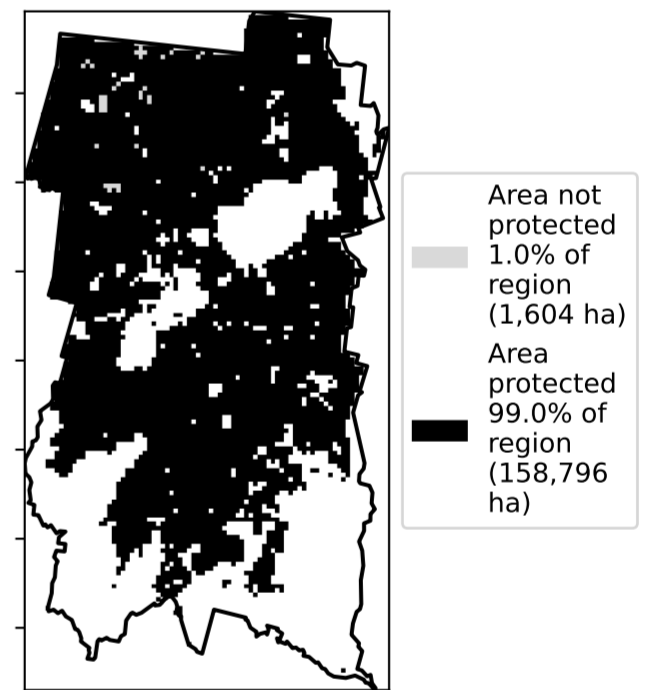 Area not
protected
1.0% of
region
(1,604 ha)
Area
protected
99.0% of
region
(158,796
ha)